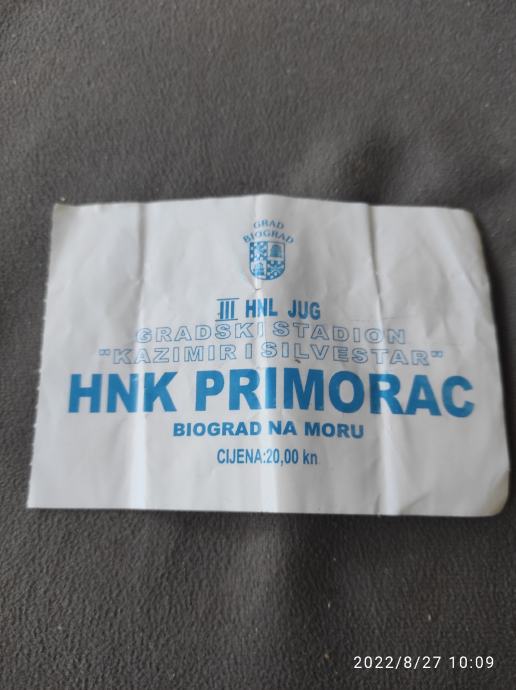 GRAD
BIOGRAD
III HNL JUG
GRADSKI STADION
"KAZIMIR I SILVESTAR"
HNK PRIMORAC
BIOGRAD NA MORU
CIJENA:20,00 kn
2022/8/27 10:09